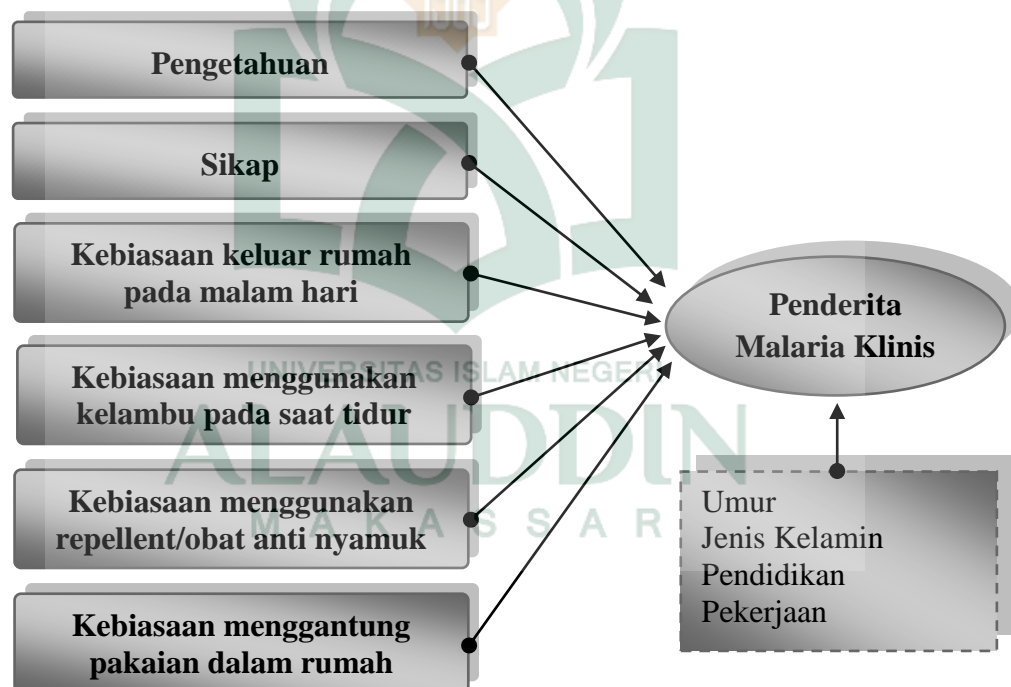 Pengetahuan
Sikap
Kebiasaan keluar rumah
pada malam hari
Kebiasaan menggunakan
kelambu pada saat tidur
Kebiasaan menggunakan
repellent/obat anti nyamuk
Kebiasaan menggantung
pakaian dalam rumah
Penderita
Malaria Klinis
Umur
Jenis Kelamin
Pendidikan
Pekerjaan
UNIVERSITAS ISLAM NEGERI
ALAUDDIN
MAKASSAR